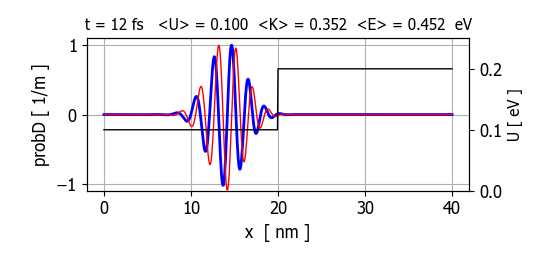 t = 12 fs   <U> = 0.100  <K> = 0.352  <E> = 0.452  eV
probD [ 1/m ]
1
0
−1
0.2
0.1
0.0
U [ eV ]
0
10
20
30
40
x  [ nm ]